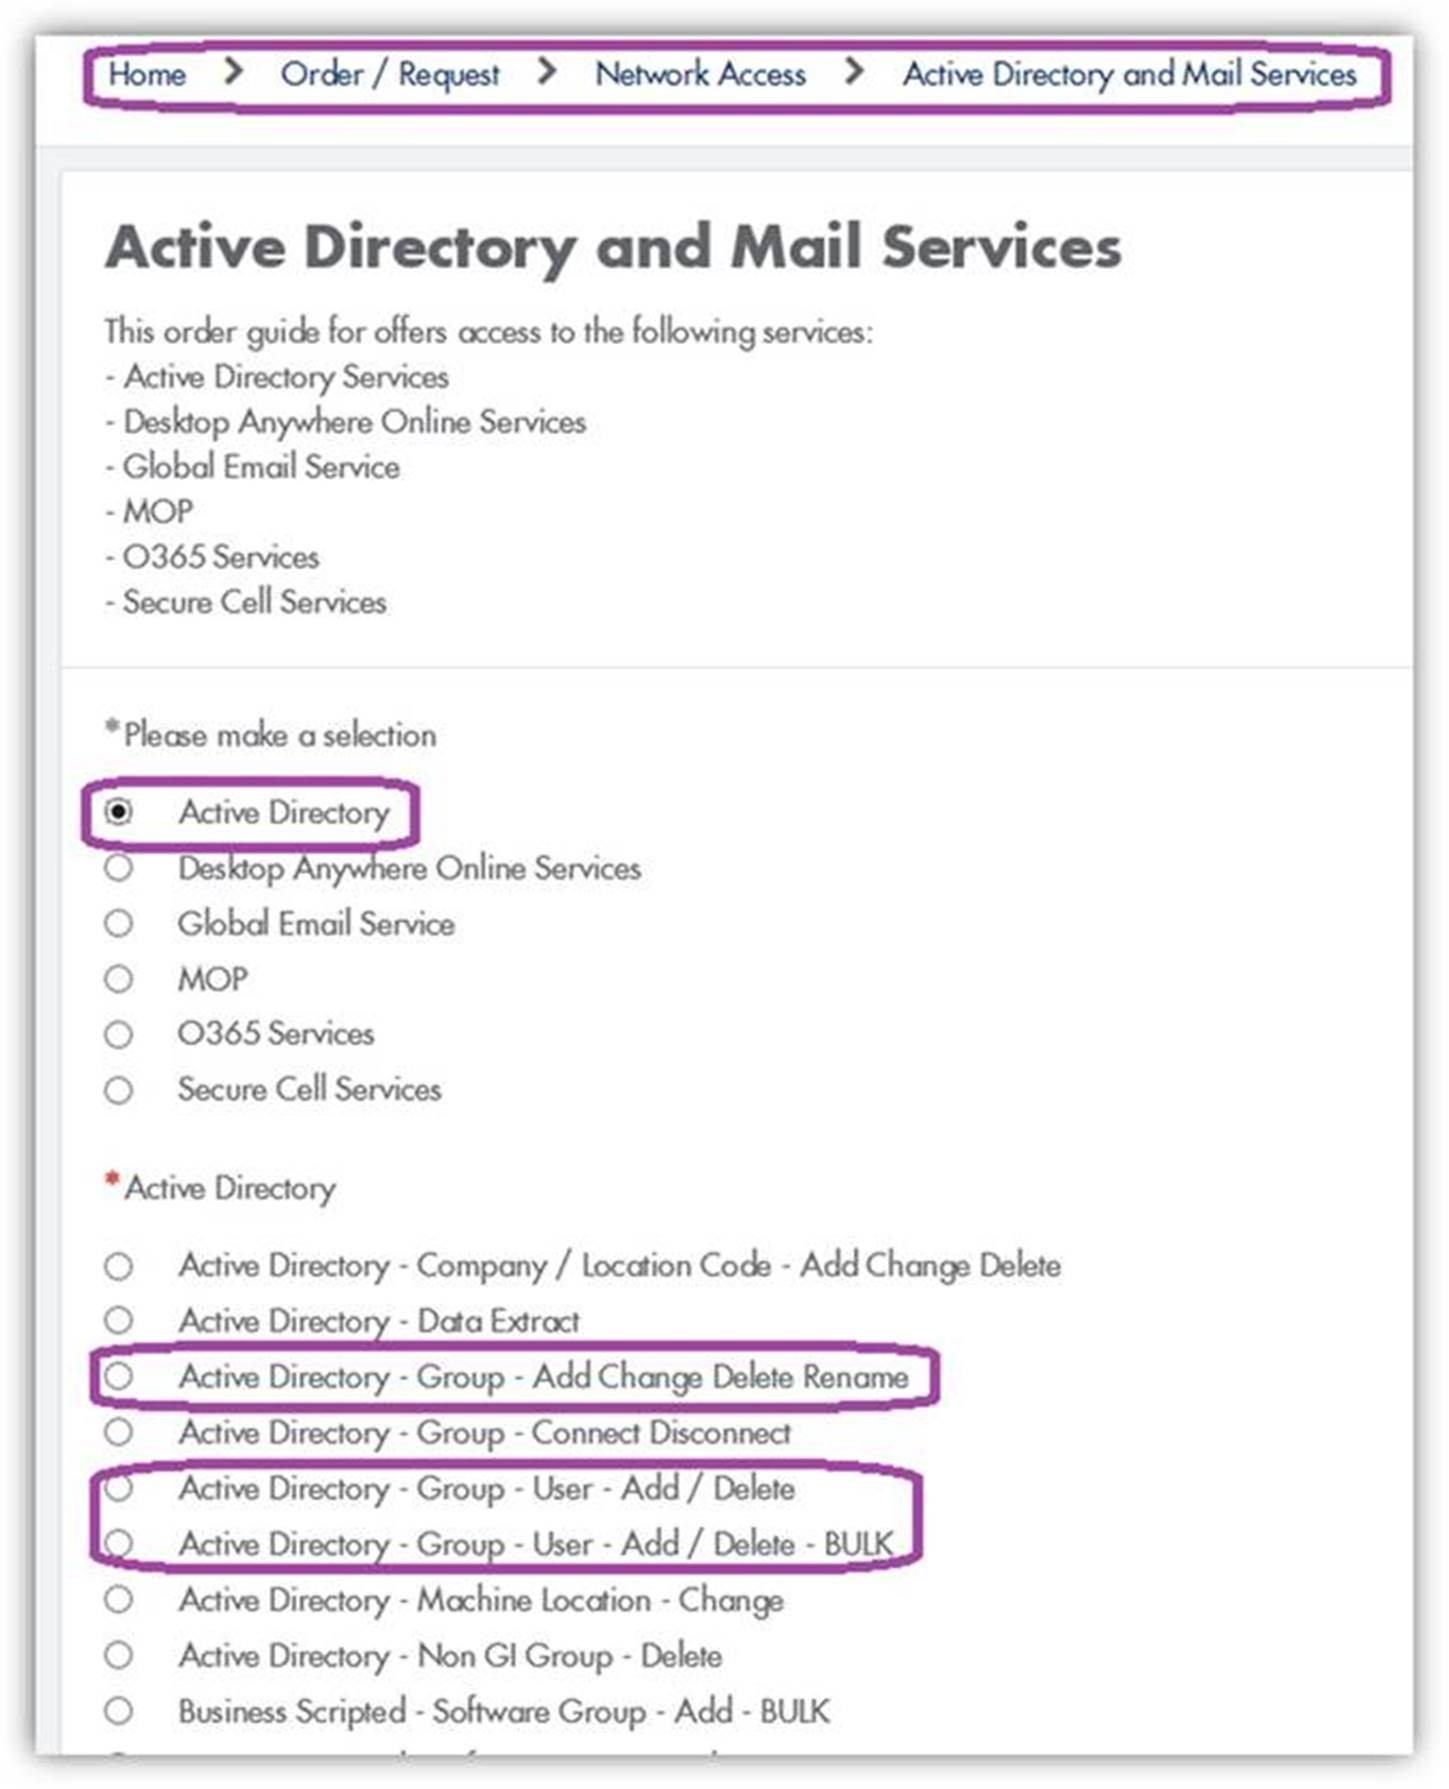 Home > Order / Request > Network Access > Active Directory and Mail Services
Active Directory and Mail Services
This order guide for offers access to the following services:
- Active Directory Services
- Desktop Anywhere Online Services
- Global Email Service
- MOP
- O365 Services
- Secure Cell Services
*Please make a selection
Active Directory
Desktop Anywhere Online Services
Global Email Service
MOP
O365 Services
Secure Cell Services
*Active Directory
Active Directory - Company / Location Code - Add Change Delete
Active Directory - Data Extract
Active Directory - Group - Add Change Delete Rename
Active Directory - Group - Connect Disconnect
Active Directory - Group - User - Add / Delete
Active Directory - Group - User - Add / Delete - BULK
Active Directory - Machine Location - Change
Active Directory - Non GI Group - Delete
Business Scripted - Software Group - Add - BULK